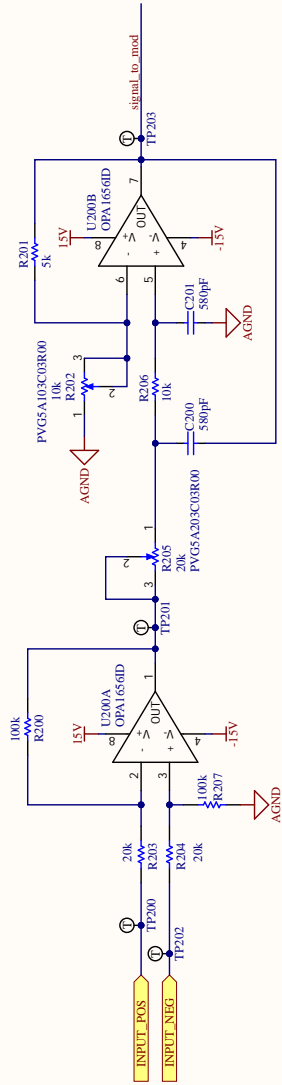 INPUT_POS
INPUT_NEG
TP200
TP202
20k
R203
R204
20k
100k
R200
100k
R207
AGND
15V
-15V
U200A
OPA1656ID
2
3
8
4
1
-
+
V+
V-
OUT
T
T
T
TP201
3
2
1
R205
20k
PVG5A203C03R00
AGND
PVG5A103C03R00
10k
R202
1
2
3
R206
10k
C200
580pF
C201
580pF
AGND
R201
5k
15V
-15V
U200B
OPA1656ID
6
5
8
4
7
-
+
V+
V-
OUT
T
TP203
signal_to_mod